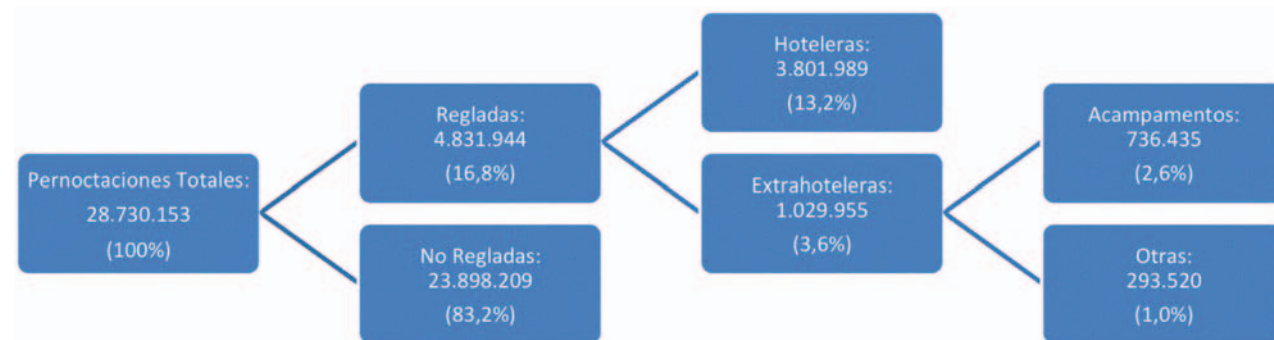 Pernoctaciones Totales:
28.730.153
(100%)
Regladas:
4.831.944
(16,8%)
No Regladas:
23.898.209
(83,2%)
Hoteleras:
3.801.989
(13,2%)
Extrahoteleras:
1.029.955
(3,6%)
Acampamentos:
736.435
(2,6%)
Otras:
293.520
(1,0%)